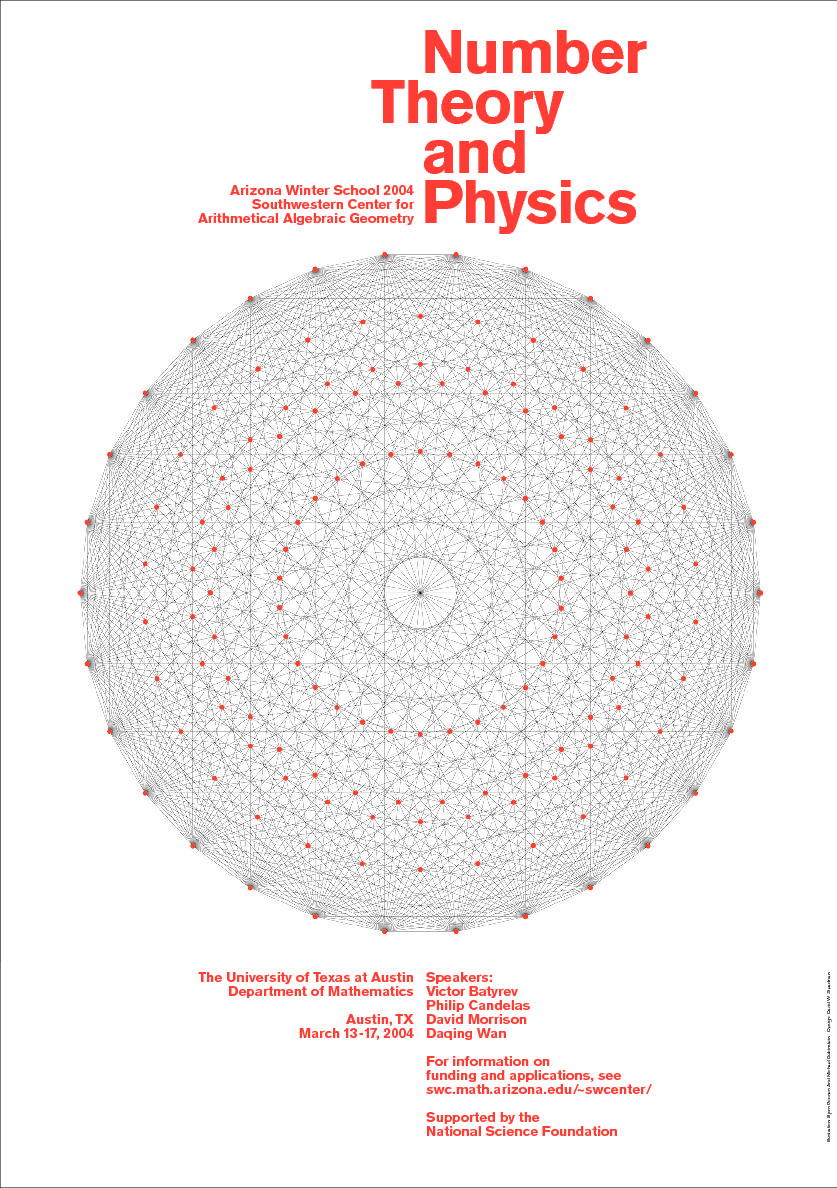 Number
Theory
and
Physics
Arizona Winter School 2004
Southwestern Center for
Arithmetical Algebraic Geometry
The University of Texas at Austin
Department of Mathematics
Austin, TX
March 13-17, 2004
Speakers:
Victor Batyrev
Philip Candelas
David Morrison
Daqing Wan
For information on
funding and applications, see
swc.math.arizona.edu/~swcenter/
Supported by the
National Science Foundation